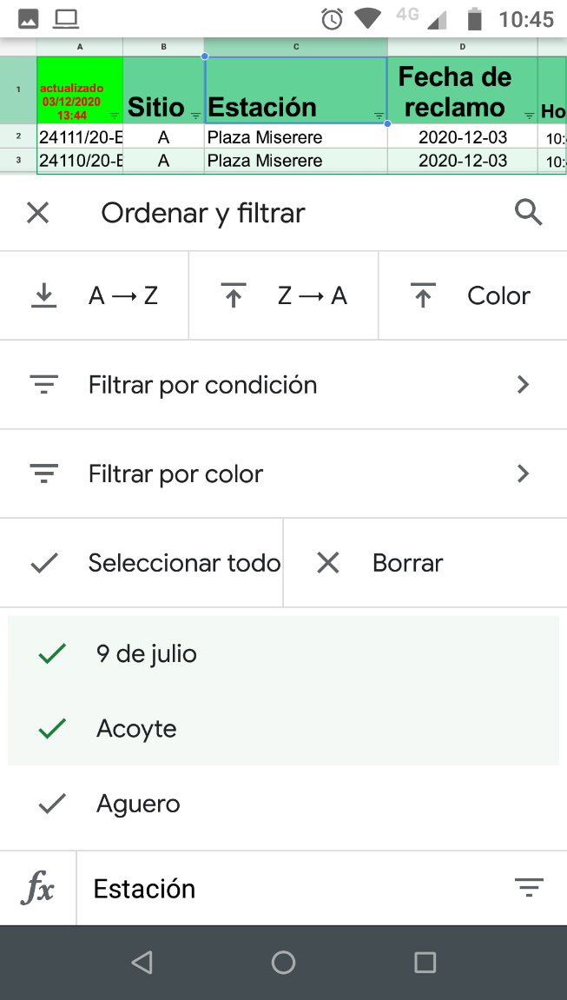 4G 10:45
A B C D
1 actualizado 03/12/2020 13:44 Sitio Estación Fecha de reclamo Ho
2 24111/20-E A Plaza Miserere 2020-12-03 10:
3 24110/20-E A Plaza Miserere 2020-12-03 10:
Ordenar y filtrar
A → Z Z → A Color
Filtrar por condición
Filtrar por color
Seleccionar todo Borrar
9 de julio
Acoyte
Aguero
fx Estación